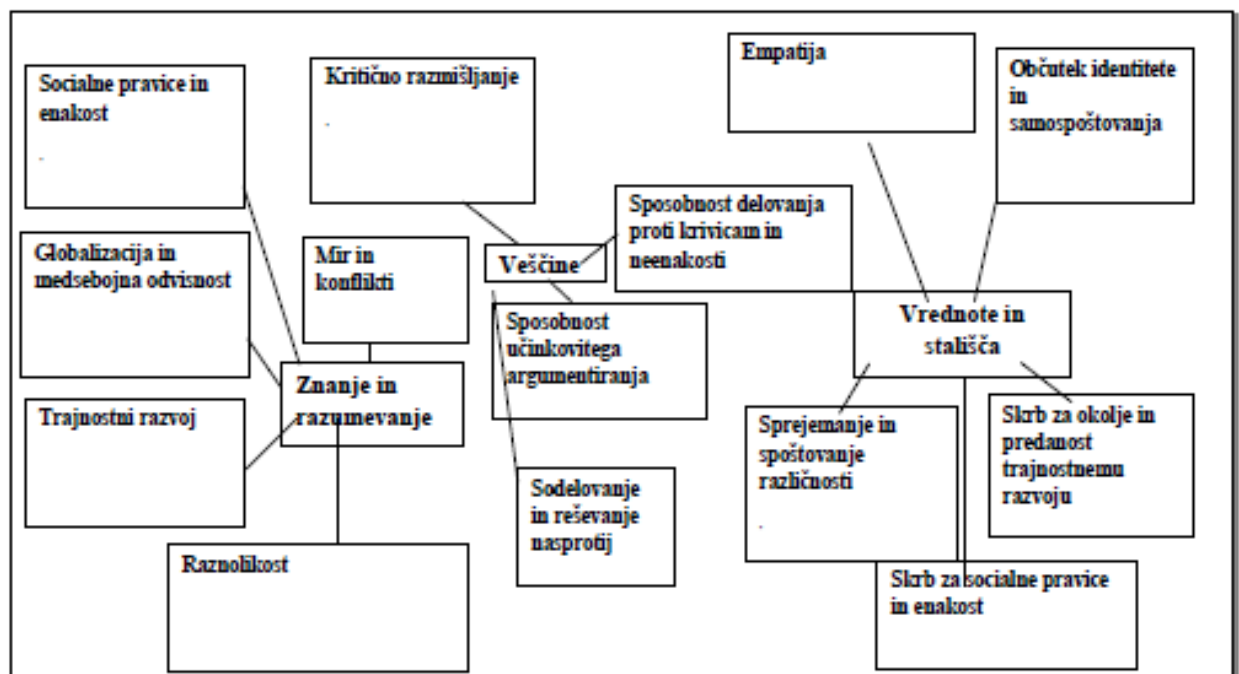 Socialne pravice in
enakost
Kritično razmišljanje
Empatija
Občutek identitete
in
samospoštovanja
Globalizacija in
medsebojna odvisnost
Mir in
konflikti
Veščine
Sposobnost delovanja
proti krivicam in
neenakosti
Sposobnost
učinkovitega
argumentiranja
Vrednote in
stališča
Znanje in
razumevanje
Trajnostni razvoj
Sprejemanje in
spoštovanje
različnosti
Skrb za okolje in
predanost
trajnostnemu
razvoju
Sodelovanje
in reševanje
nasprotij
Raznolikost
Skrb za socialne pravice
in enakost